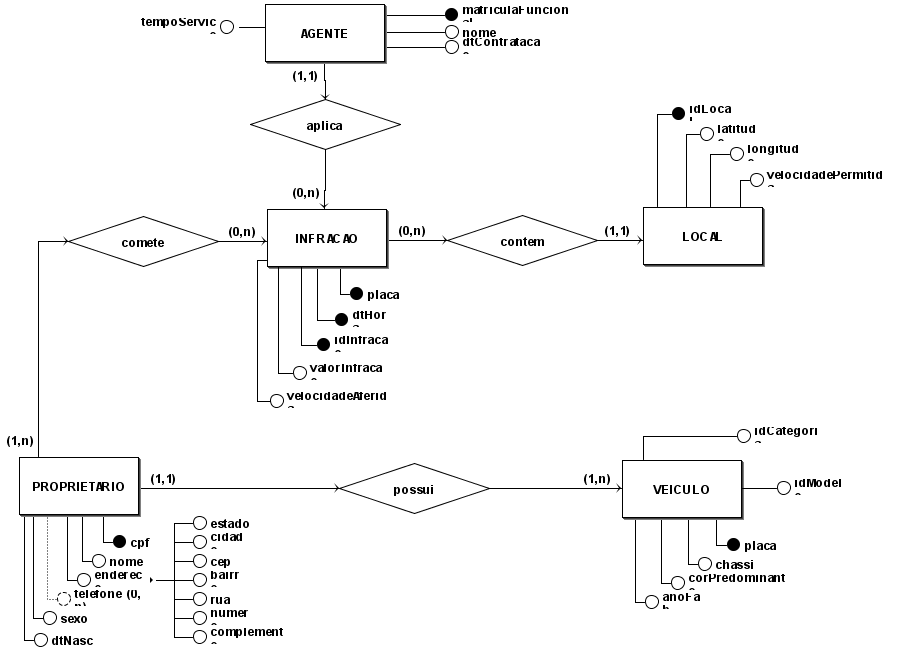 tempoServic
o
AGENTE
matriculaFuncion
al
nome
dtContrataca
o
(1,1)
aplica
(0,n)
idLoca
l
latitud
e
longitud
e
velocidadePermitid
a
comete
(0,n)
INFRACAO
(0,n)
contem
(1,1)
LOCAL
placa
dtHor
a
idInfraca
o
valorInfraca
o
velocidadeAferid
a
(1,n)
PROPRIETARIO
(1,1)
possui
(1,n)
VEICULO
idCategori
a
idModel
o
cpf
nome
enderec
o
telefone (0,
n)
sexo
dtNasc
estado
cidad
e
cep
bairr
o
rua
numer
o
complement
o
placa
chassi
corPredominant
e
anoFa
b